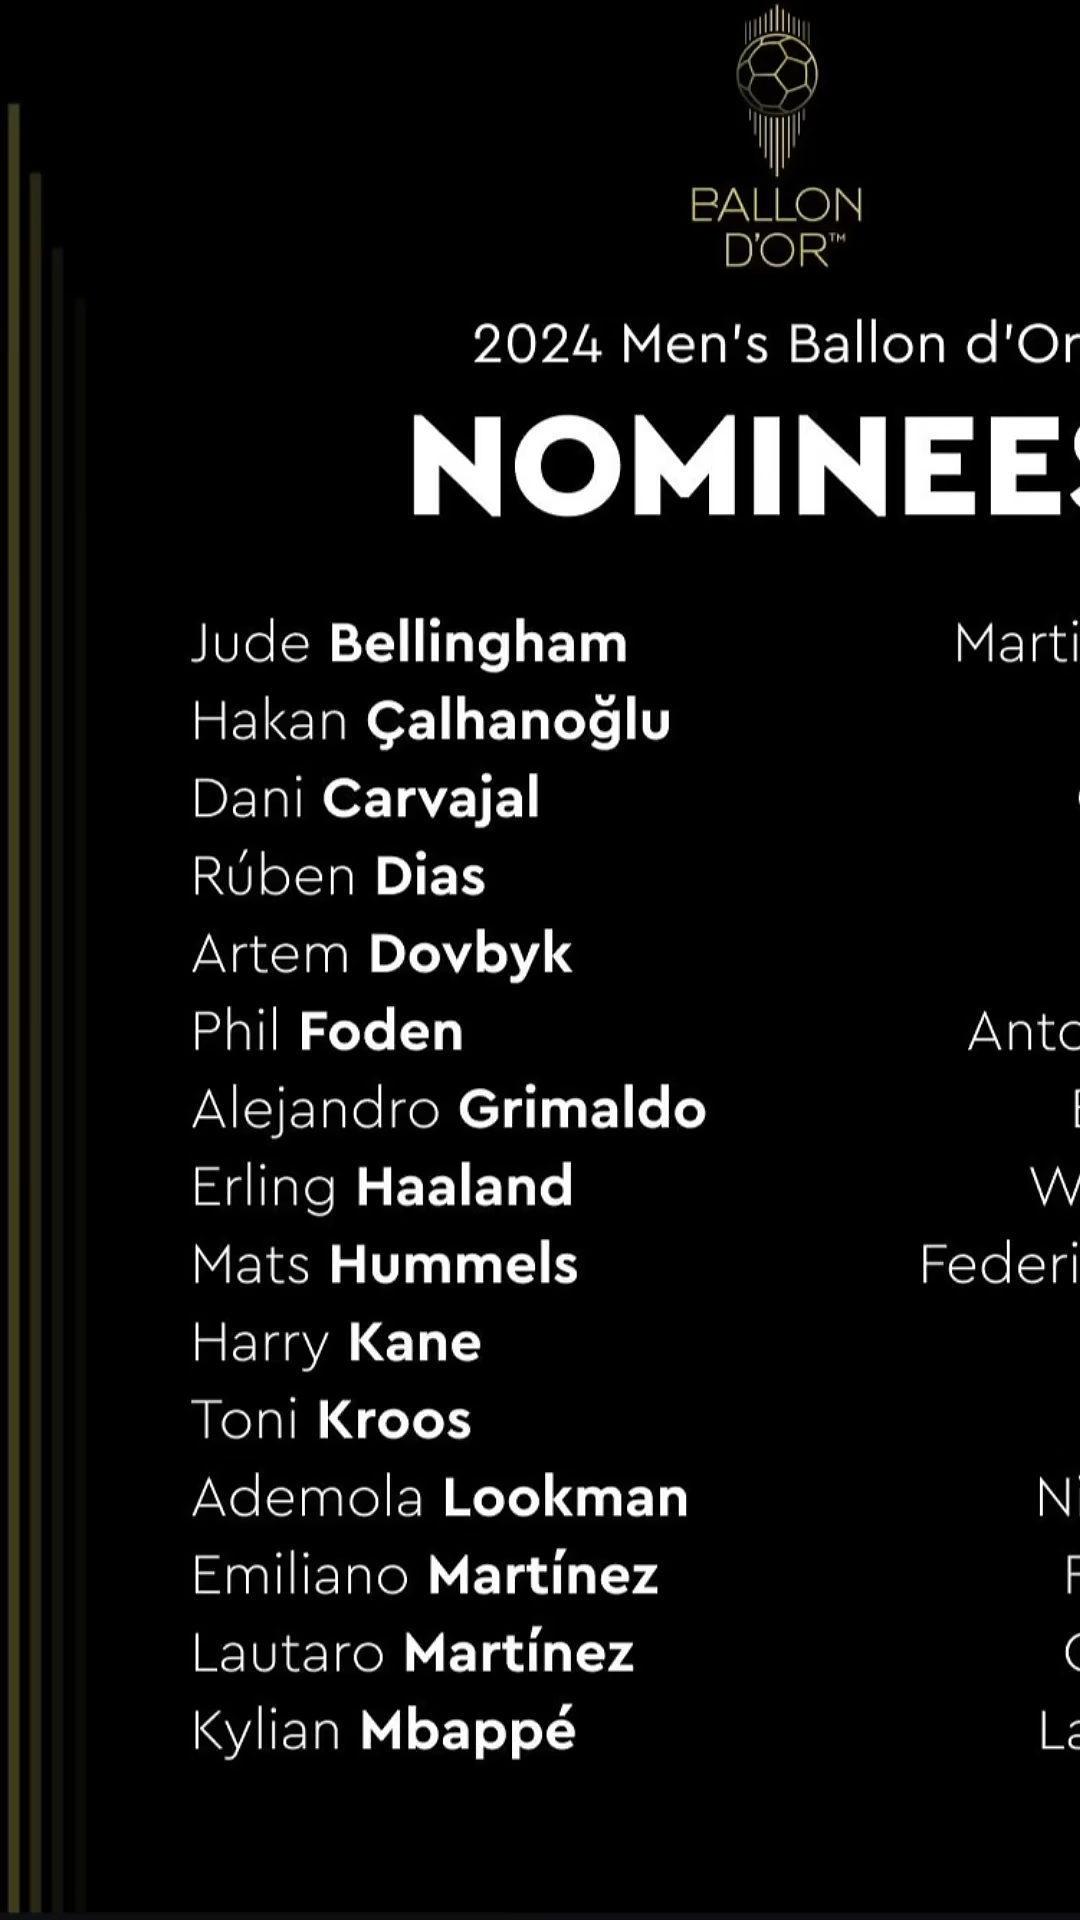 BALLON
D'OR™
2024 Men's Ballon d'Or
NOMINEES
Jude Bellingham
Hakan Çalhanoğlu
Dani Carvajal
Rúben Dias
Artem Dovbyk
Phil Foden
Alejandro Grimaldo
Erling Haaland
Mats Hummels
Harry Kane
Toni Kroos
Ademola Lookman
Emiliano Martínez
Lautaro Martínez
Kylian Mbappé